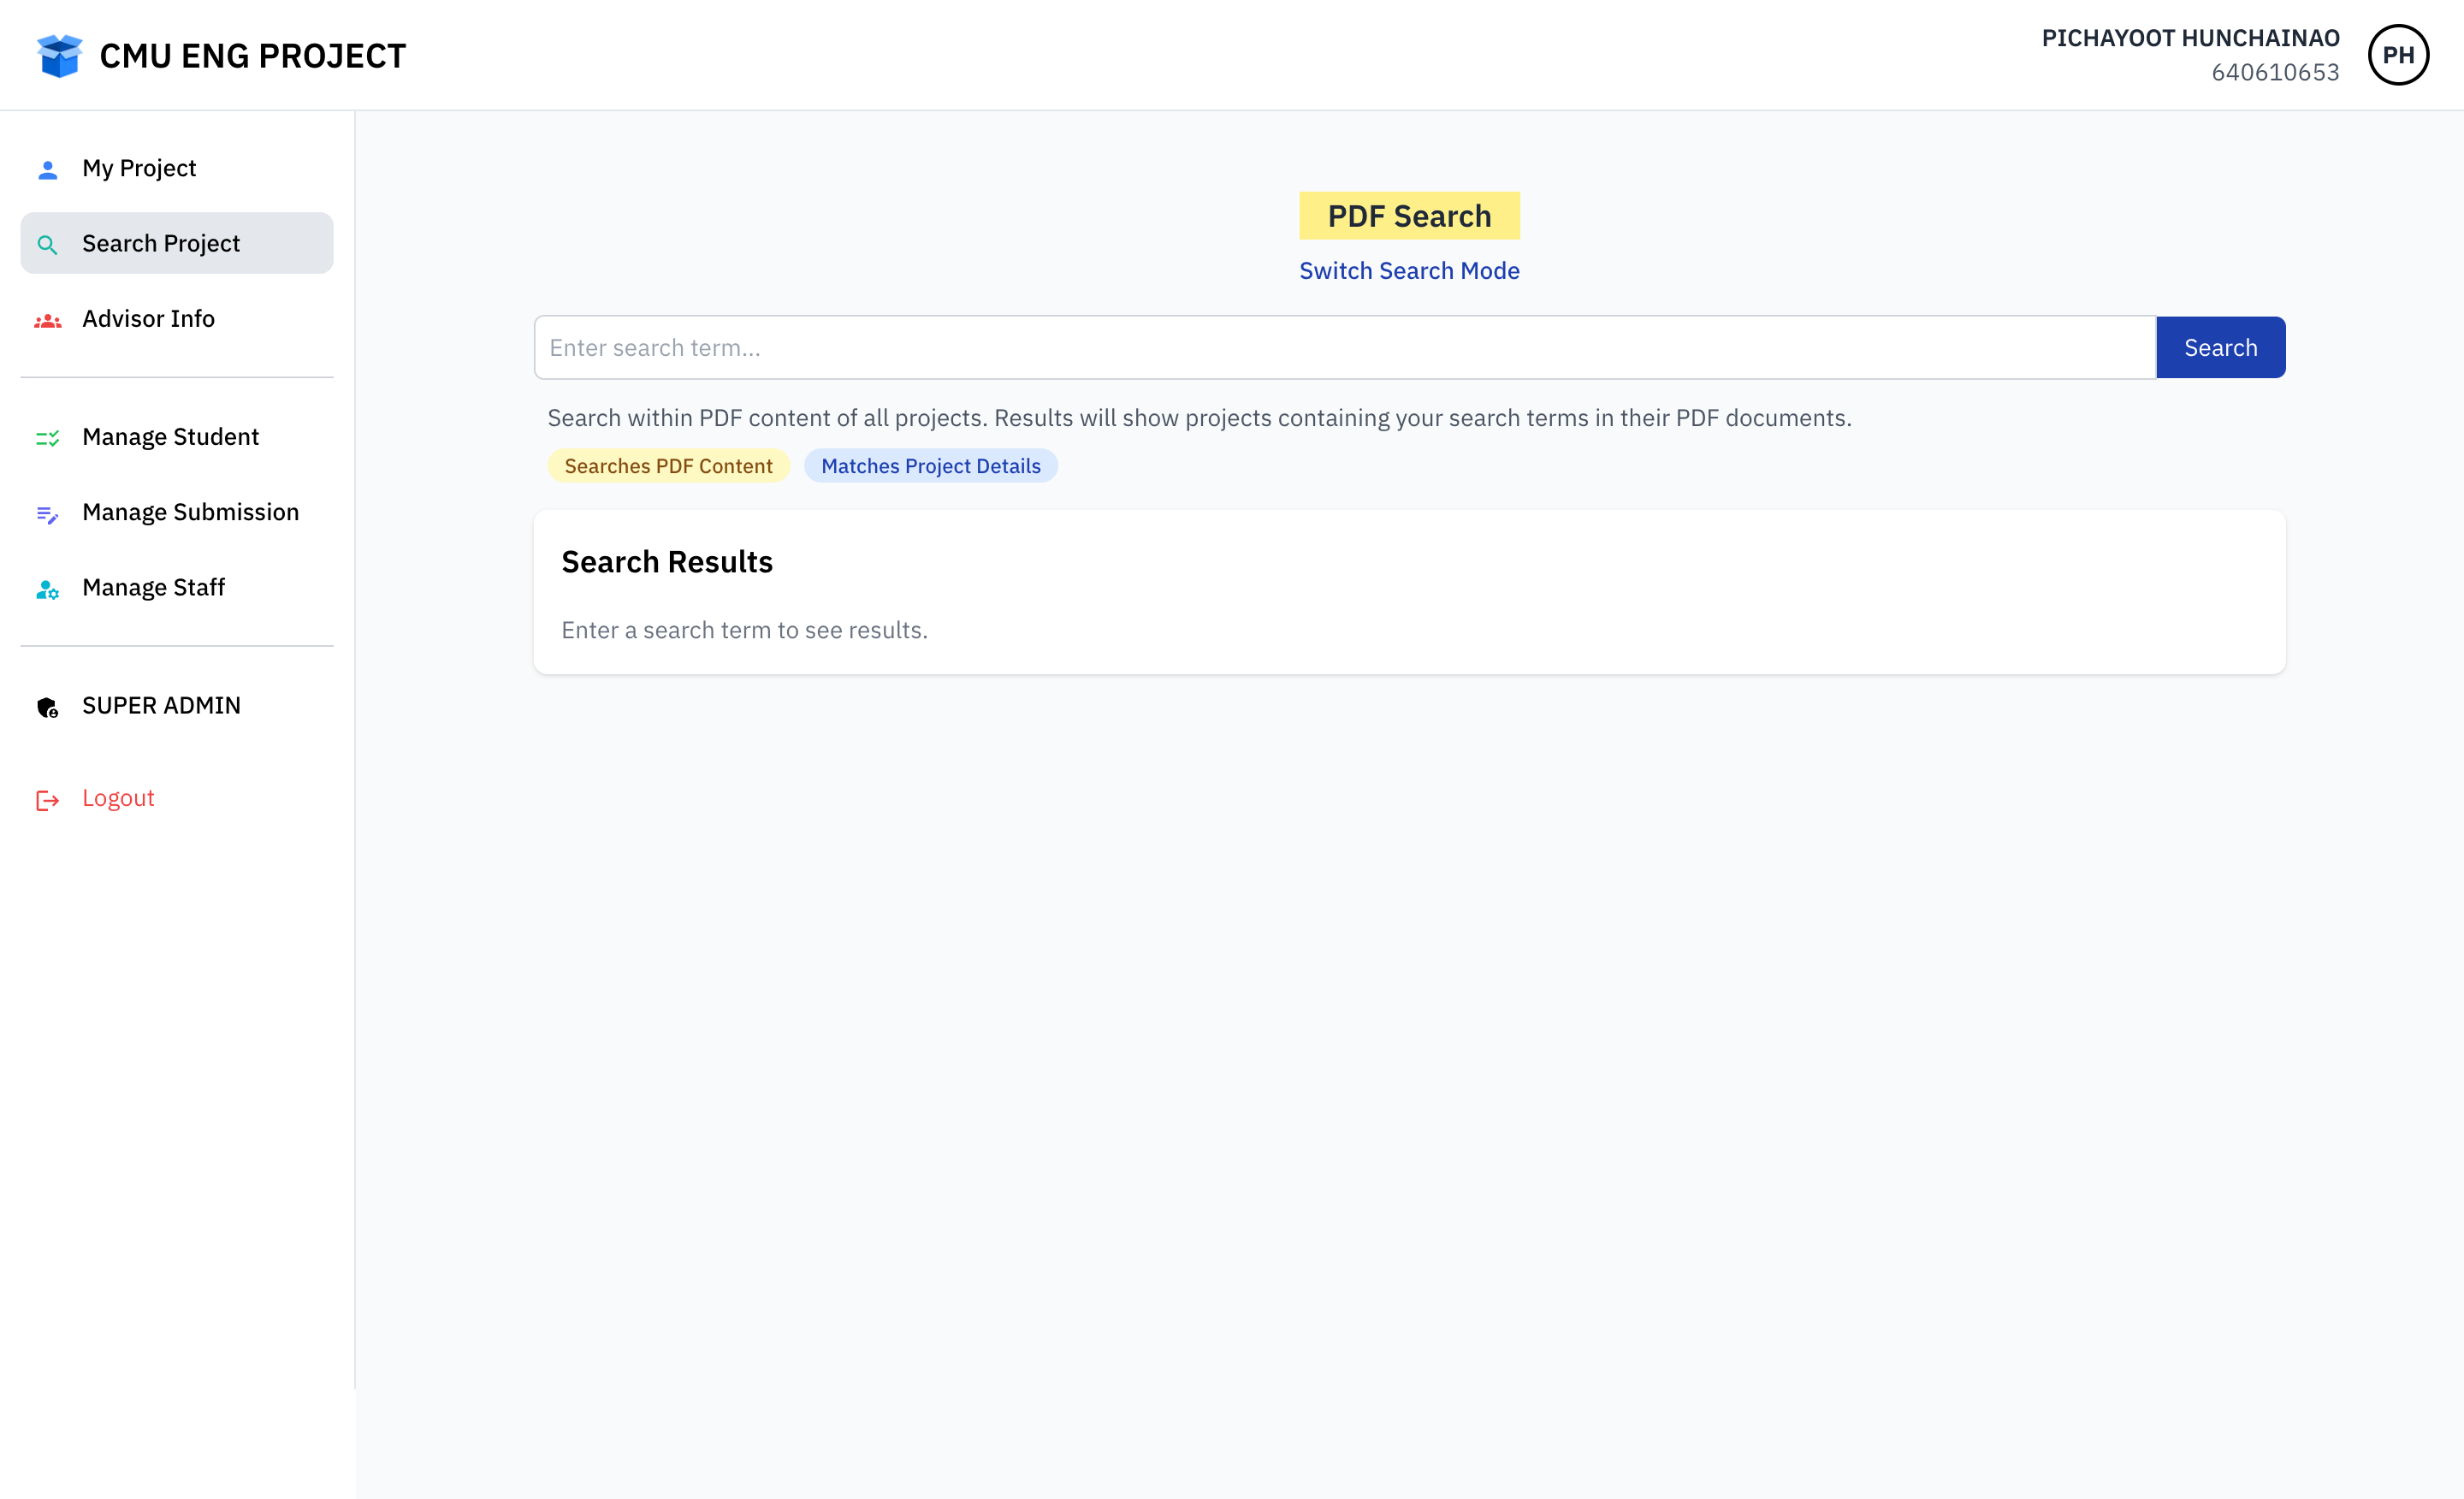 CMU ENG PROJECT
PICHAYOOT HUNCHAINAO
640610653
PH
My Project
Search Project
Advisor Info
Manage Student
Manage Submission
Manage Staff
SUPER ADMIN
Logout
PDF Search
Switch Search Mode
Enter search term...
Search
Search within PDF content of all projects. Results will show projects containing your search terms in their PDF documents.
Searches PDF Content
Matches Project Details
Search Results
Enter a search term to see results.